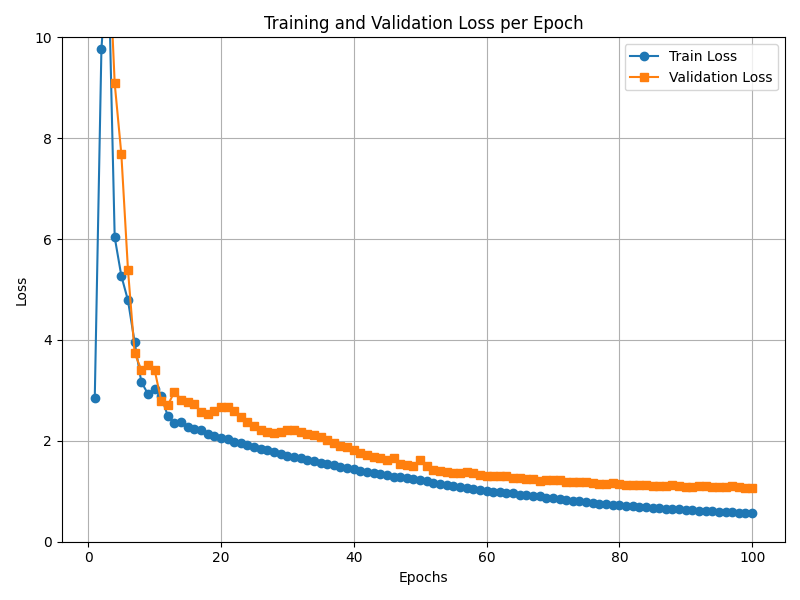 Training and Validation Loss per Epoch
Train Loss
Validation Loss
Loss
10
8
6
4
2
0
0 20 40 60 80 100
Epochs